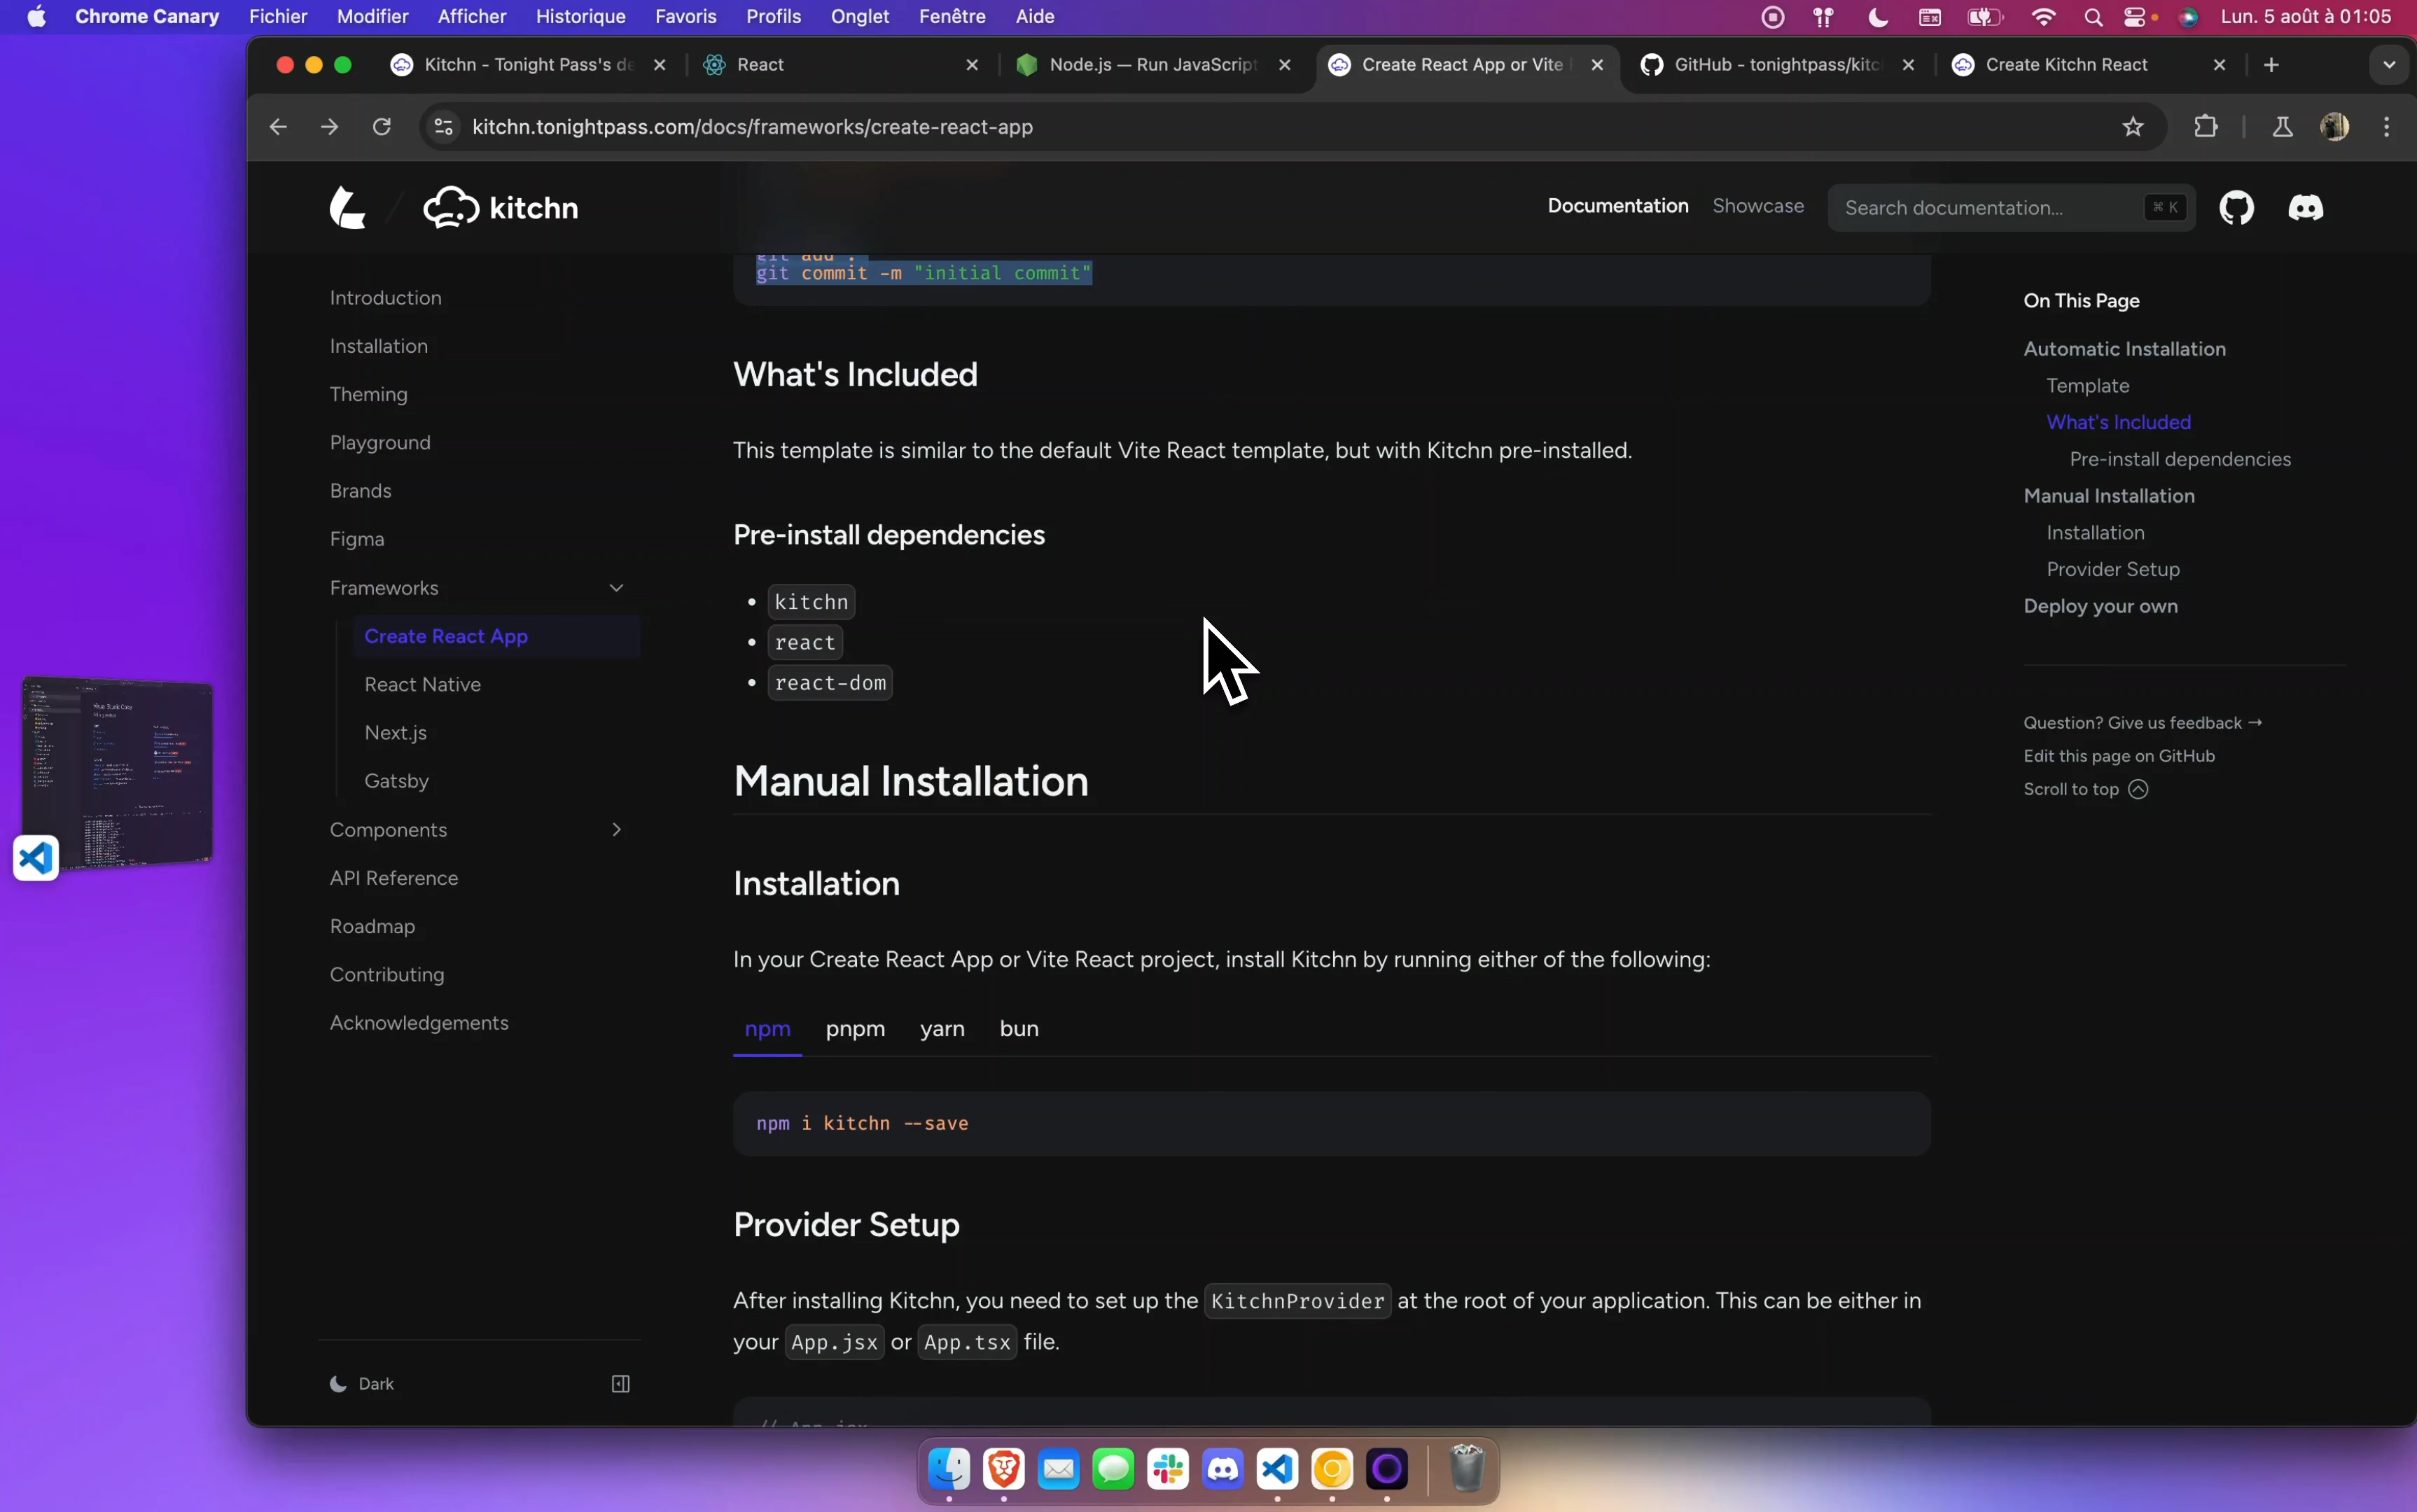 Chrome Canary Fichier Modifier Afficher Historique Favoris Profils Onglet Fenêtre Aide Lun. 5 août à 01:05
Kitchn - Tonight Pass's de React Node.js — Run JavaScript Create React App or Vite GitHub - tonightpass/kitc Create Kitchn React
kitchn.tonightpass.com/docs/frameworks/create-react-app
kitchn Documentation Showcase Search documentation... ⌘ K
Introduction
Installation
Theming
Playground
Brands
Figma
Frameworks
Create React App
React Native
Next.js
Gatsby
Components
API Reference
Roadmap
Contributing
Acknowledgements
Dark
git add .
git commit -m "initial commit"
What's Included
This template is similar to the default Vite React template, but with Kitchn pre-installed.
Pre-install dependencies
• kitchn
• react
• react-dom
Manual Installation
Installation
In your Create React App or Vite React project, install Kitchn by running either of the following:
npm pnpm yarn bun
npm i kitchn --save
Provider Setup
After installing Kitchn, you need to set up the KitchnProvider at the root of your application. This can be either in
your App.jsx or App.tsx file.
// App.jsx
On This Page
Automatic Installation
Template
What's Included
Pre-install dependencies
Manual Installation
Installation
Provider Setup
Deploy your own
Question? Give us feedback →
Edit this page on GitHub
Scroll to top